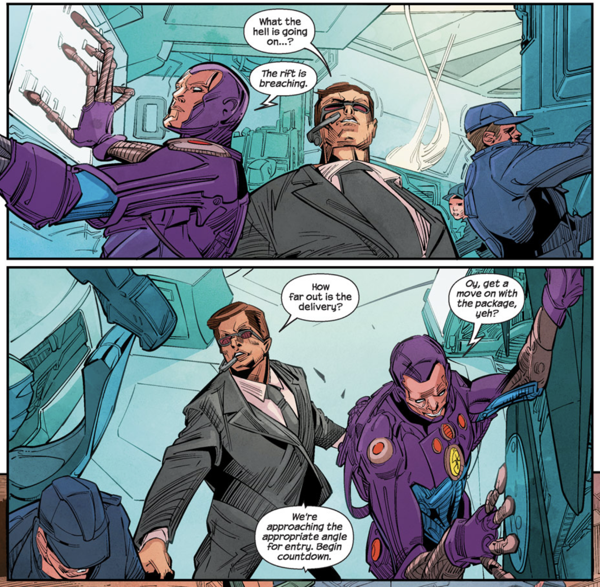 What the
hell is going
on...?
The rift is
breaching.
How
far out is the
delivery?
Oy, get a
move on with
the package,
yeh?
We're
approaching the
appropriate angle
for entry. Begin
countdown.